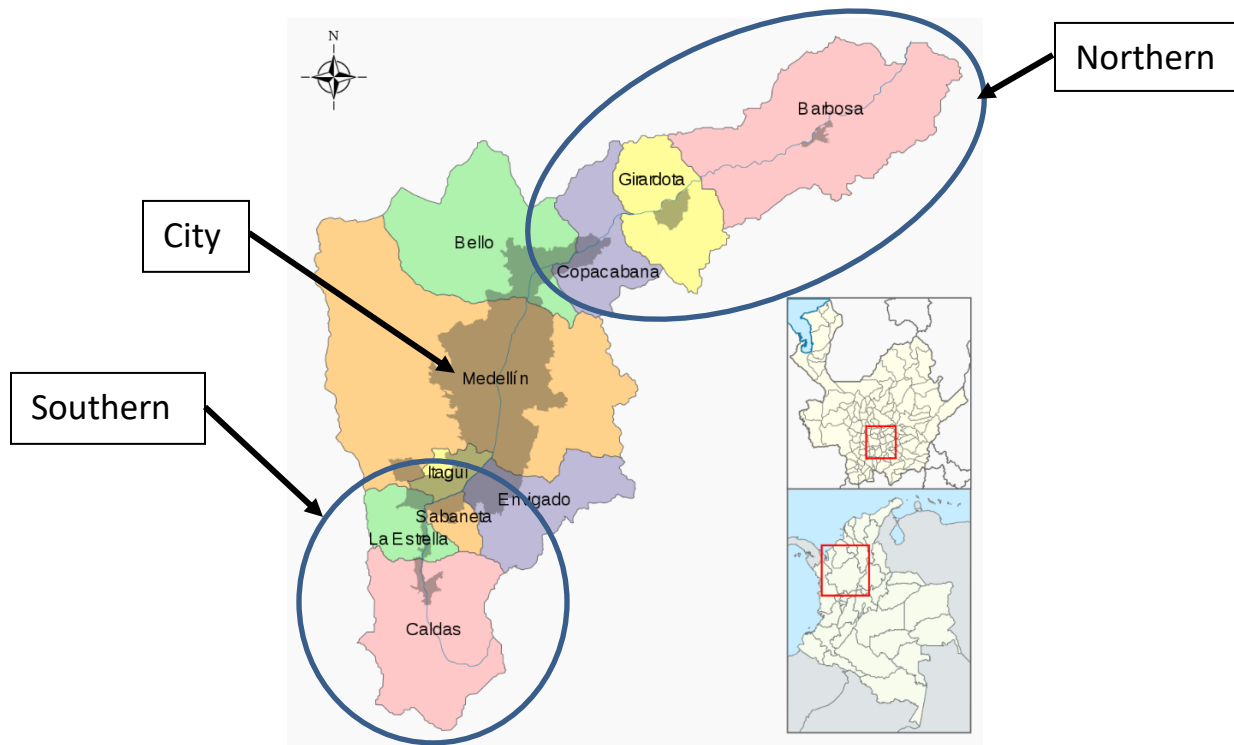 N
Northern
Barbosa
Girardota
City
Bello
Copacabana
Medellín
Southern
Itagui
Envigado
Sabaneta
La Estrella
Caldas